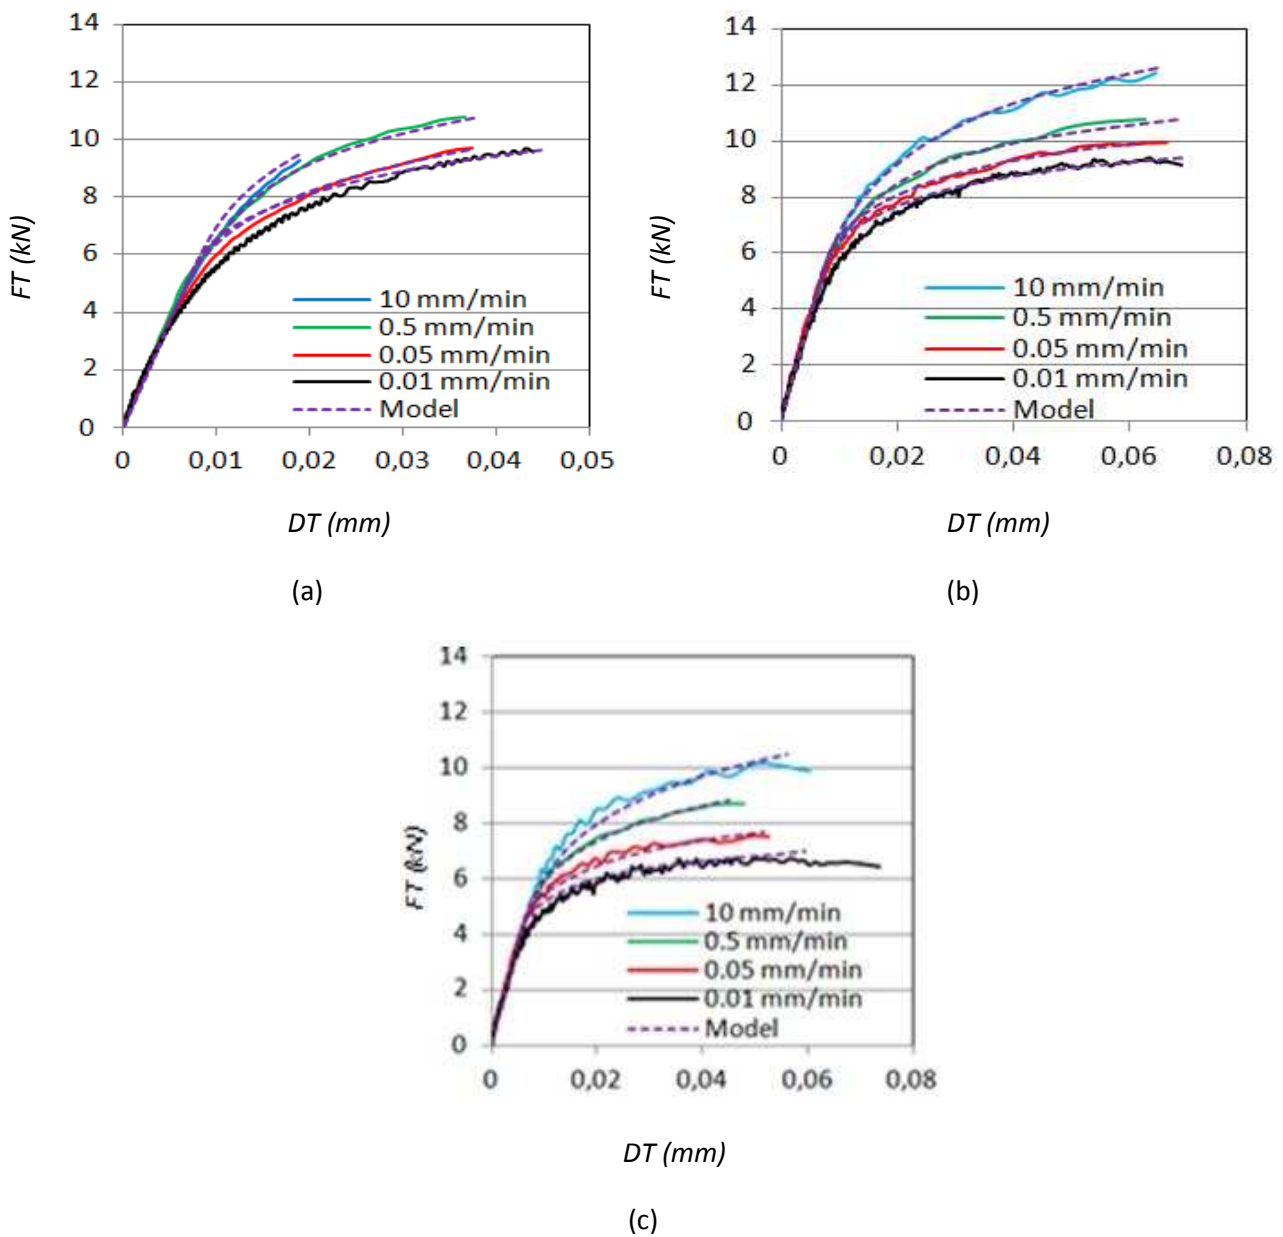 14
12
10
8
6
4
2
0
FT (kN)
10 mm/min
0.5 mm/min
0.05 mm/min
0.01 mm/min
Model
0 0,01 0,02 0,03 0,04 0,05
DT (mm)
(a)
14
12
10
8
6
4
2
0
FT (kN)
10 mm/min
0.5 mm/min
0.05 mm/min
0.01 mm/min
Model
0 0,02 0,04 0,06 0,08
DT (mm)
(b)
14
12
10
8
6
4
2
0
FT (kN)
10 mm/min
0.5 mm/min
0.05 mm/min
0.01 mm/min
Model
0 0,02 0,04 0,06 0,08
DT (mm)
(c)